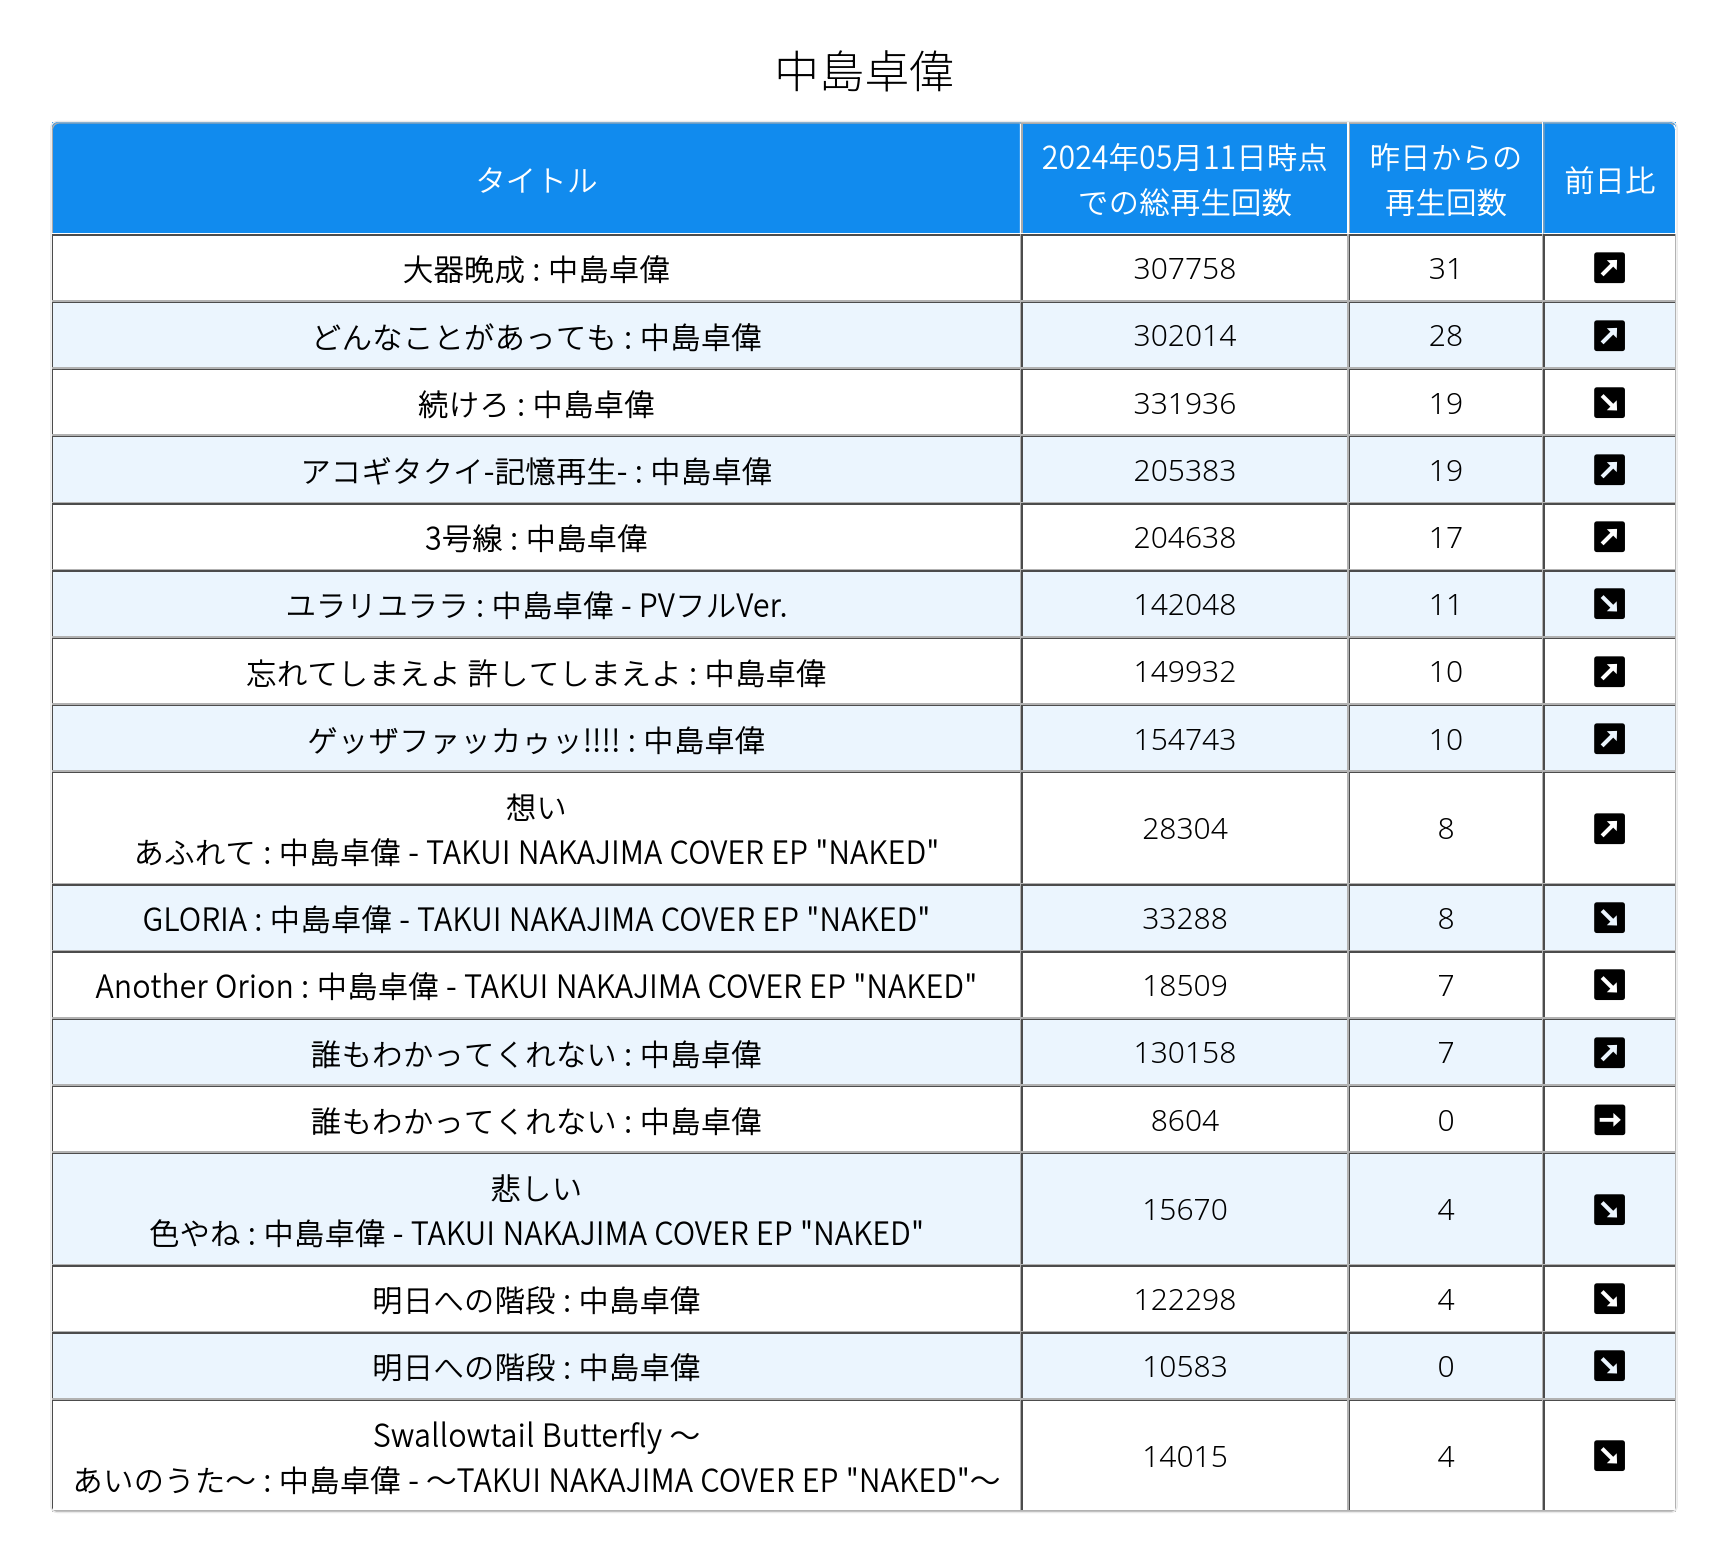 中島卓偉
タイトル
2024年05月11日時点
での総再生回数
昨日からの
再生回数
前日比
大器晩成 : 中島卓偉 307758 31
どんなことがあっても : 中島卓偉 302014 28
続けろ : 中島卓偉 331936 19
アコギタクイ-記憶再生- : 中島卓偉 205383 19
3号線 : 中島卓偉 204638 17
ユラリユララ : 中島卓偉 - PVフルVer. 142048 11
忘れてしまえよ 許してしまえよ : 中島卓偉 149932 10
ゲッザファッカゥッ!!!! : 中島卓偉 154743 10
想い
あふれて : 中島卓偉 - TAKUI NAKAJIMA COVER EP "NAKED" 28304 8
GLORIA : 中島卓偉 - TAKUI NAKAJIMA COVER EP "NAKED" 33288 8
Another Orion : 中島卓偉 - TAKUI NAKAJIMA COVER EP "NAKED" 18509 7
誰もわかってくれない : 中島卓偉 130158 7
誰もわかってくれない : 中島卓偉 8604 0
悲しい
色やね : 中島卓偉 - TAKUI NAKAJIMA COVER EP "NAKED" 15670 4
明日への階段 : 中島卓偉 122298 4
明日への階段 : 中島卓偉 10583 0
Swallowtail Butterfly ～
あいのうた～ : 中島卓偉 - ～TAKUI NAKAJIMA COVER EP "NAKED"～ 14015 4